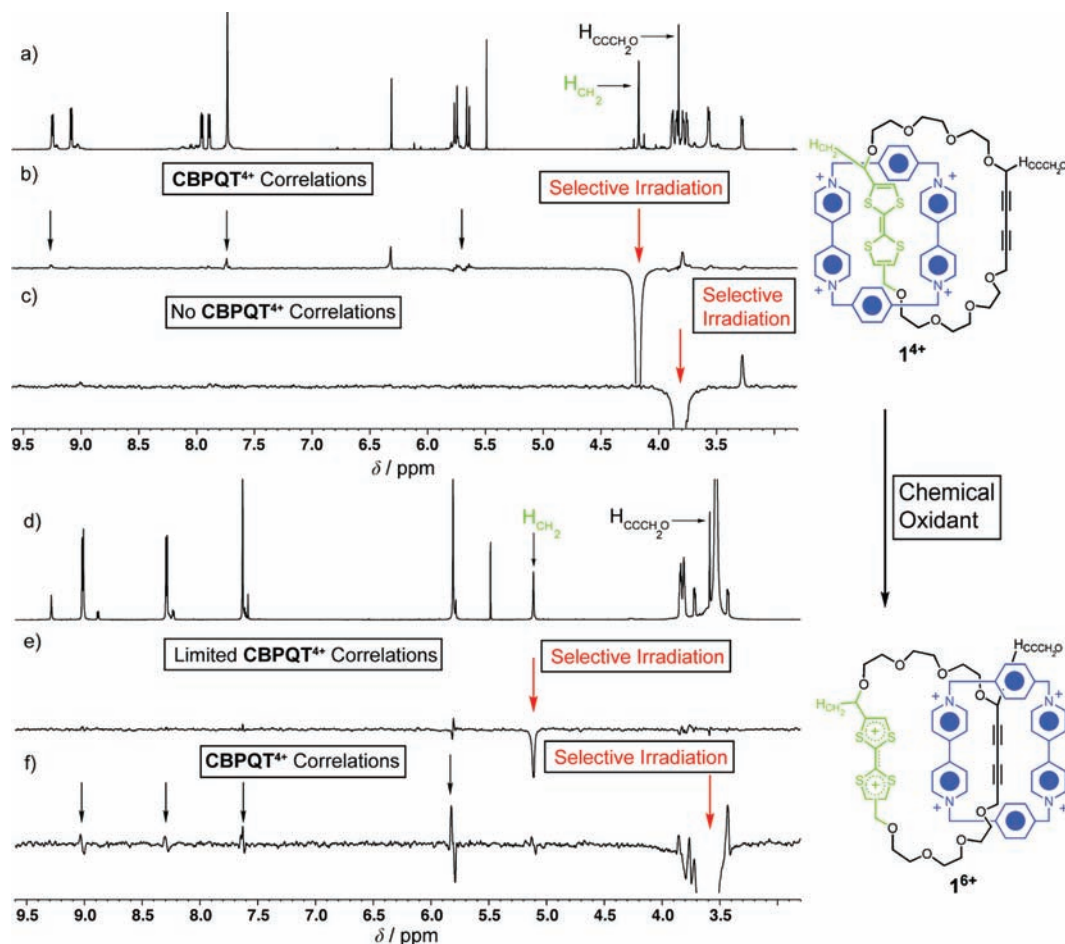 a)
H_CCCH₂O
H_CH₂
b)
CBPQT⁴⁺ Correlations
Selective Irradiation
c)
No CBPQT⁴⁺ Correlations
Selective
Irradiation
9.5 9.0 8.5 8.0 7.5 7.0 6.5 6.0 5.5 5.0 4.5 4.0 3.5
δ / ppm
H_CH₂
O O O O
O H_CCCH₂O
+ N N +
S S
S S
+ N N +
O O O O
1⁴⁺
Chemical
Oxidant
d)
H_CH₂
H_CCCH₂O
e)
Limited CBPQT⁴⁺ Correlations
Selective Irradiation
f)
CBPQT⁴⁺ Correlations
Selective Irradiation
9.5 9.0 8.5 8.0 7.5 7.0 6.5 6.0 5.5 5.0 4.5 4.0 3.5
δ / ppm
H_CCCH₂O
O O O O
H_CH₂
+ N N +
S + S
S + S
+ N N +
O O O O
1⁶⁺